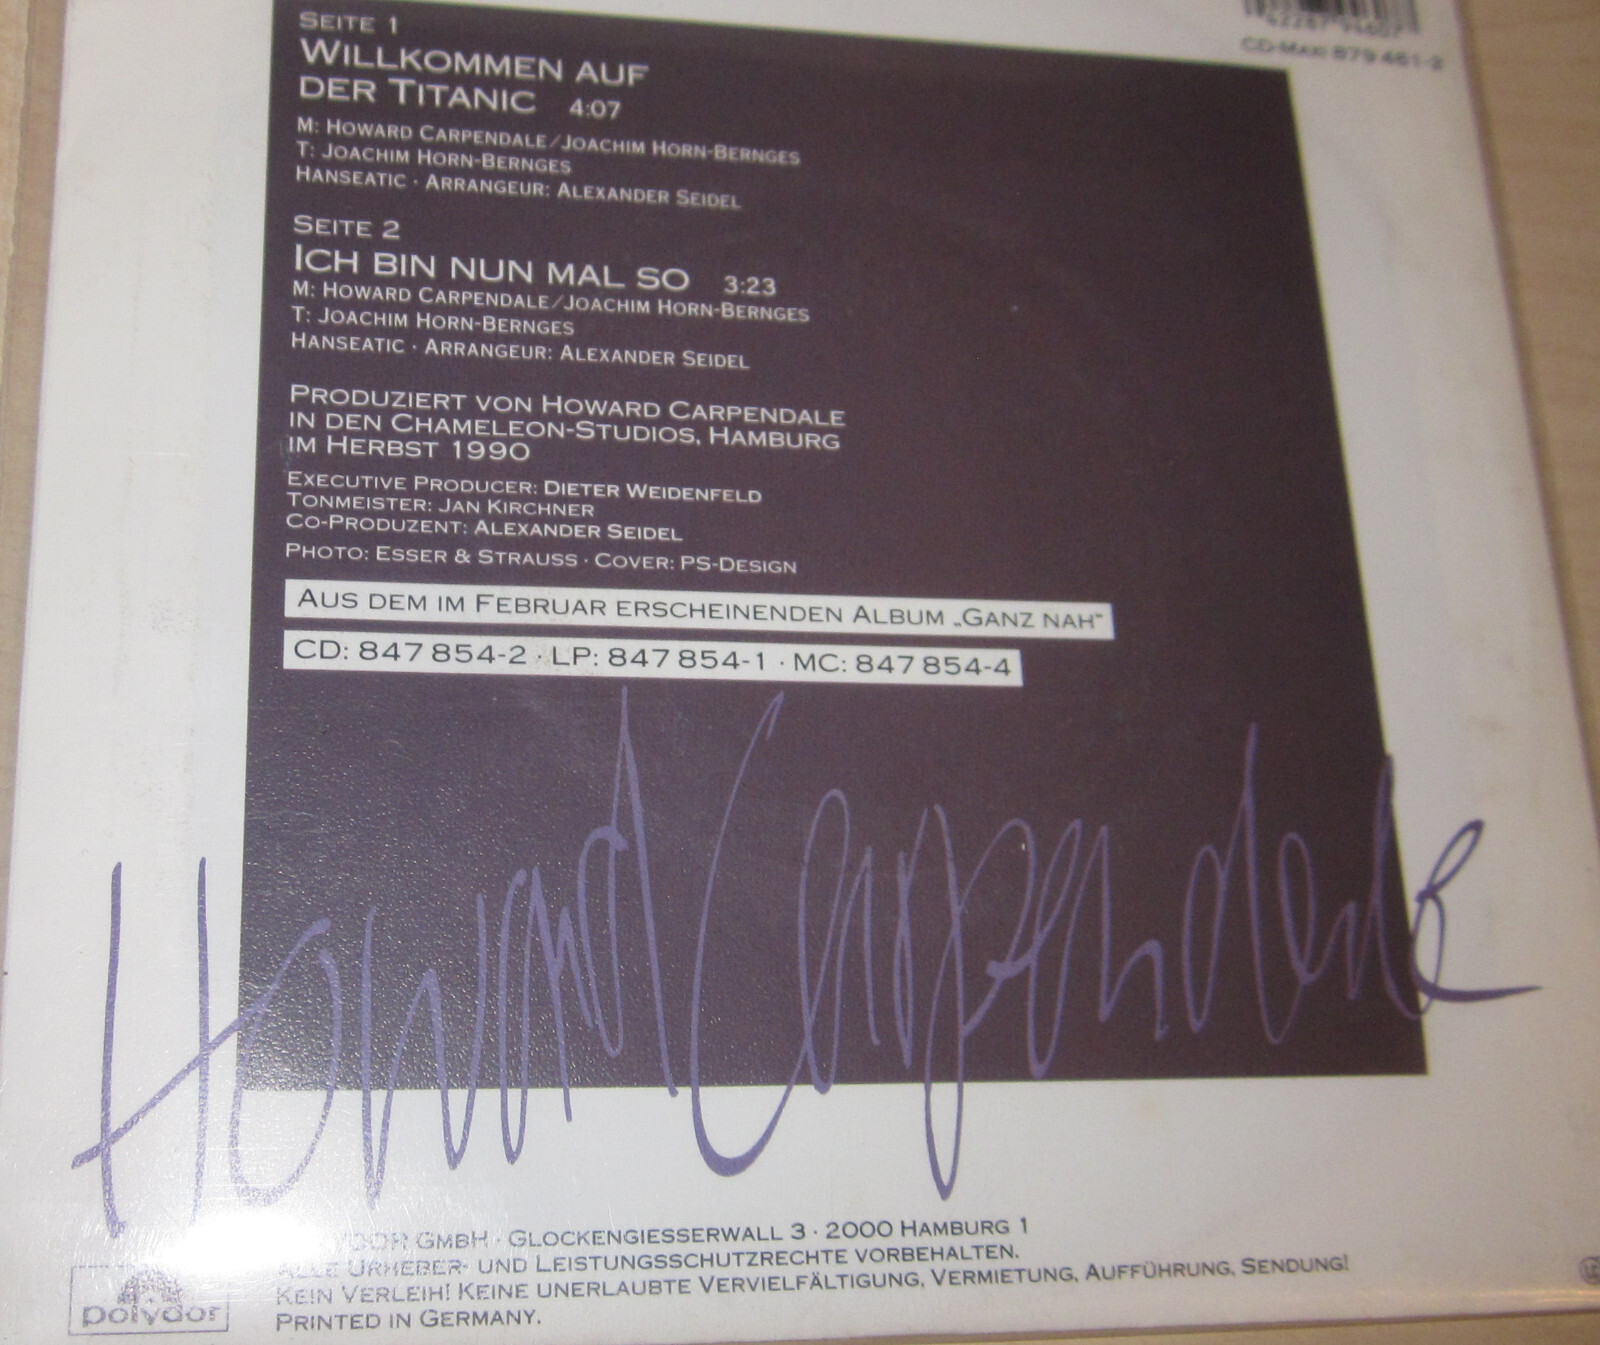 SEITE 1
WILLKOMMEN AUF
DER TITANIC 4:07
M: HOWARD CARPENDALE/JOACHIM HORN-BERNGES
T: JOACHIM HORN-BERNGES
HANSEATIC · ARRANGEUR: ALEXANDER SEIDEL
SEITE 2
ICH BIN NUN MAL SO 3:23
M: HOWARD CARPENDALE/JOACHIM HORN-BERNGES
T: JOACHIM HORN-BERNGES
HANSEATIC · ARRANGEUR: ALEXANDER SEIDEL
PRODUZIERT VON HOWARD CARPENDALE
IN DEN CHAMELEON-STUDIOS, HAMBURG
IM HERBST 1990
EXECUTIVE PRODUCER: DIETER WEIDENFELD
TONMEISTER: JAN KIRCHNER
CO-PRODUZENT: ALEXANDER SEIDEL
PHOTO: ESSER & STRAUSS · COVER: PS-DESIGN
AUS DEM IM FEBRUAR ERSCHEINENDEN ALBUM „GANZ NAH"
CD: 847 854-2 · LP: 847 854-1 · MC: 847 854-4
CD-MAXI 879 461-2
Howard Carpendale
GMBH · GLOCKENGIESSERWALL 3 · 2000 HAMBURG 1
ALLE URHEBER- UND LEISTUNGSSCHUTZRECHTE VORBEHALTEN.
KEIN VERLEIH! KEINE UNERLAUBTE VERVIELFÄLTIGUNG, VERMIETUNG, AUFFÜHRUNG, SENDUNG!
PRINTED IN GERMANY.
polydor